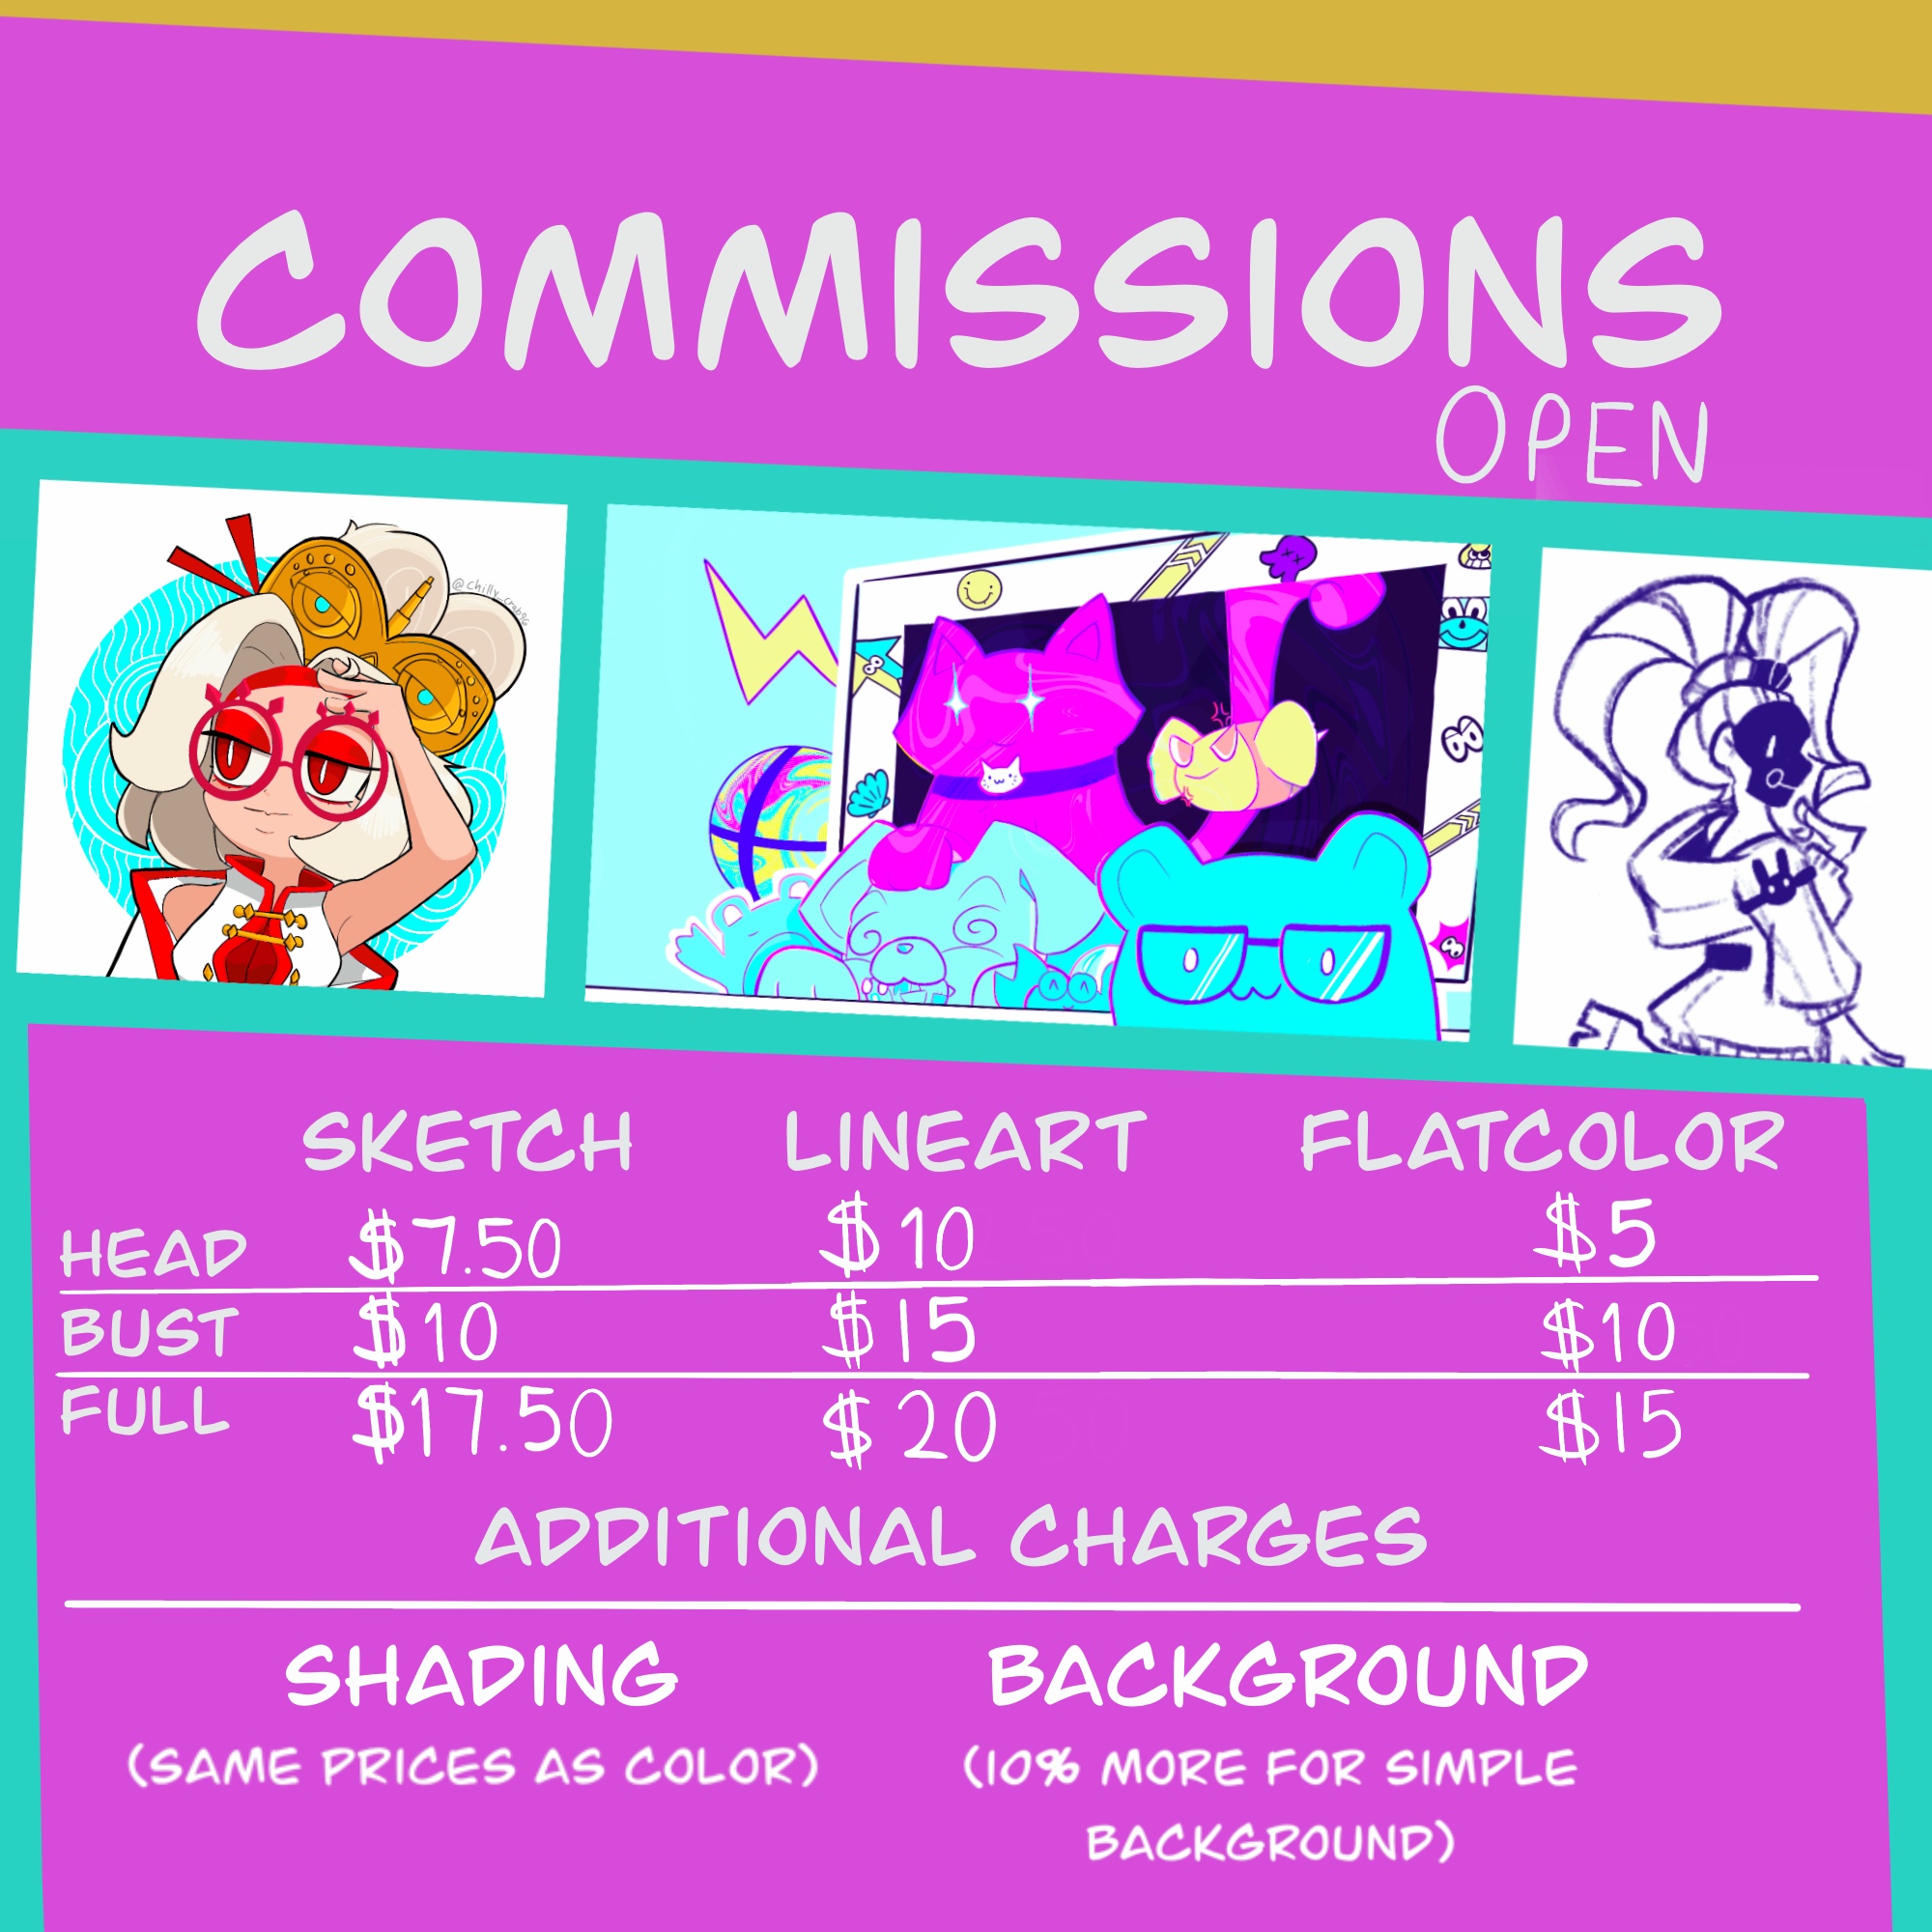 COMMISSIONS
OPEN
@chilly_crab96
SKETCH LINEART FLATCOLOR
HEAD $7.50 $10 $5
BUST $10 $15 $10
FULL $17.50 $20 $15
ADDITIONAL CHARGES
SHADING BACKGROUND
(SAME PRICES AS COLOR) (10% MORE FOR SIMPLE
BACKGROUND)